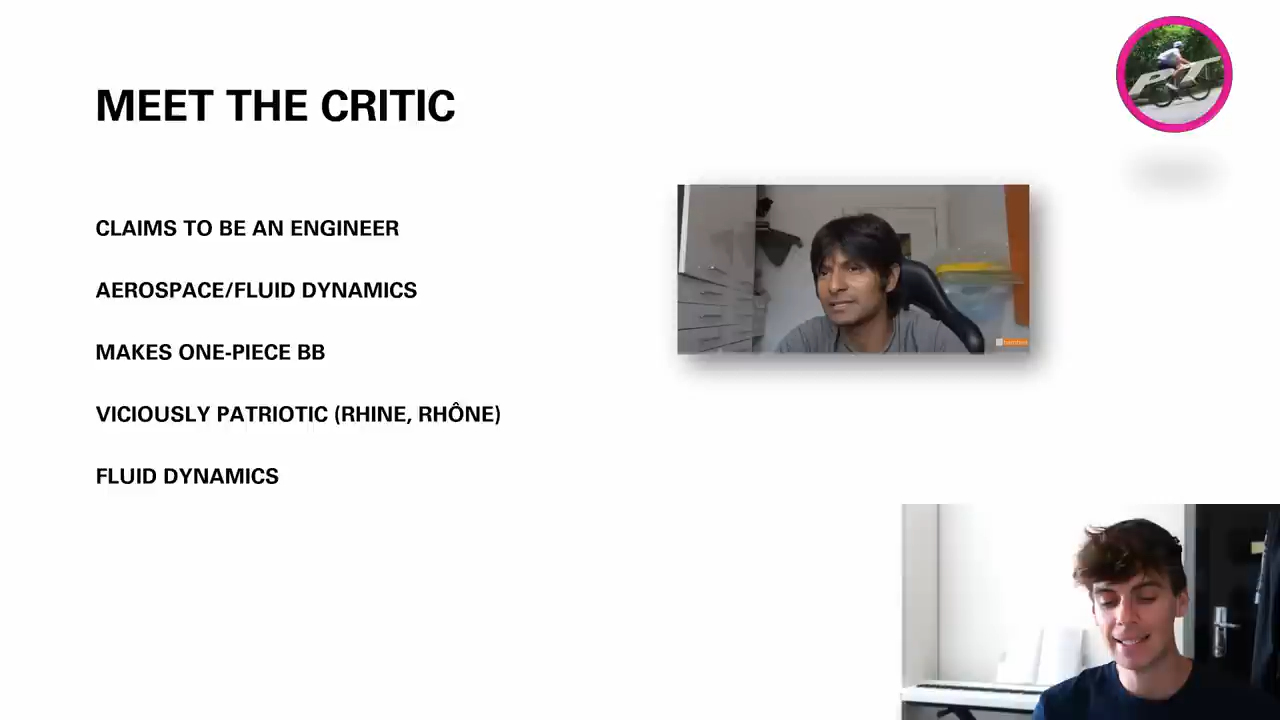 MEET THE CRITIC
PT
CLAIMS TO BE AN ENGINEER
AEROSPACE/FLUID DYNAMICS
MAKES ONE-PIECE BB
VICIOUSLY PATRIOTIC (RHINE, RHÔNE)
FLUID DYNAMICS